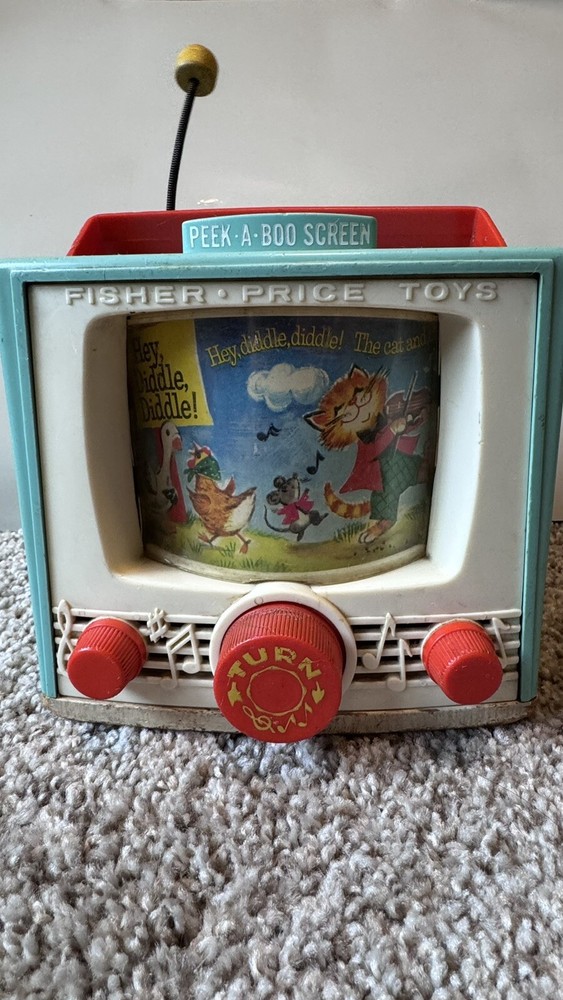 PEEK·A·BOO SCREEN
FISHER·PRICE TOYS
Hey,
Diddle,
Diddle!
Hey, diddle, diddle! The cat and
TURN